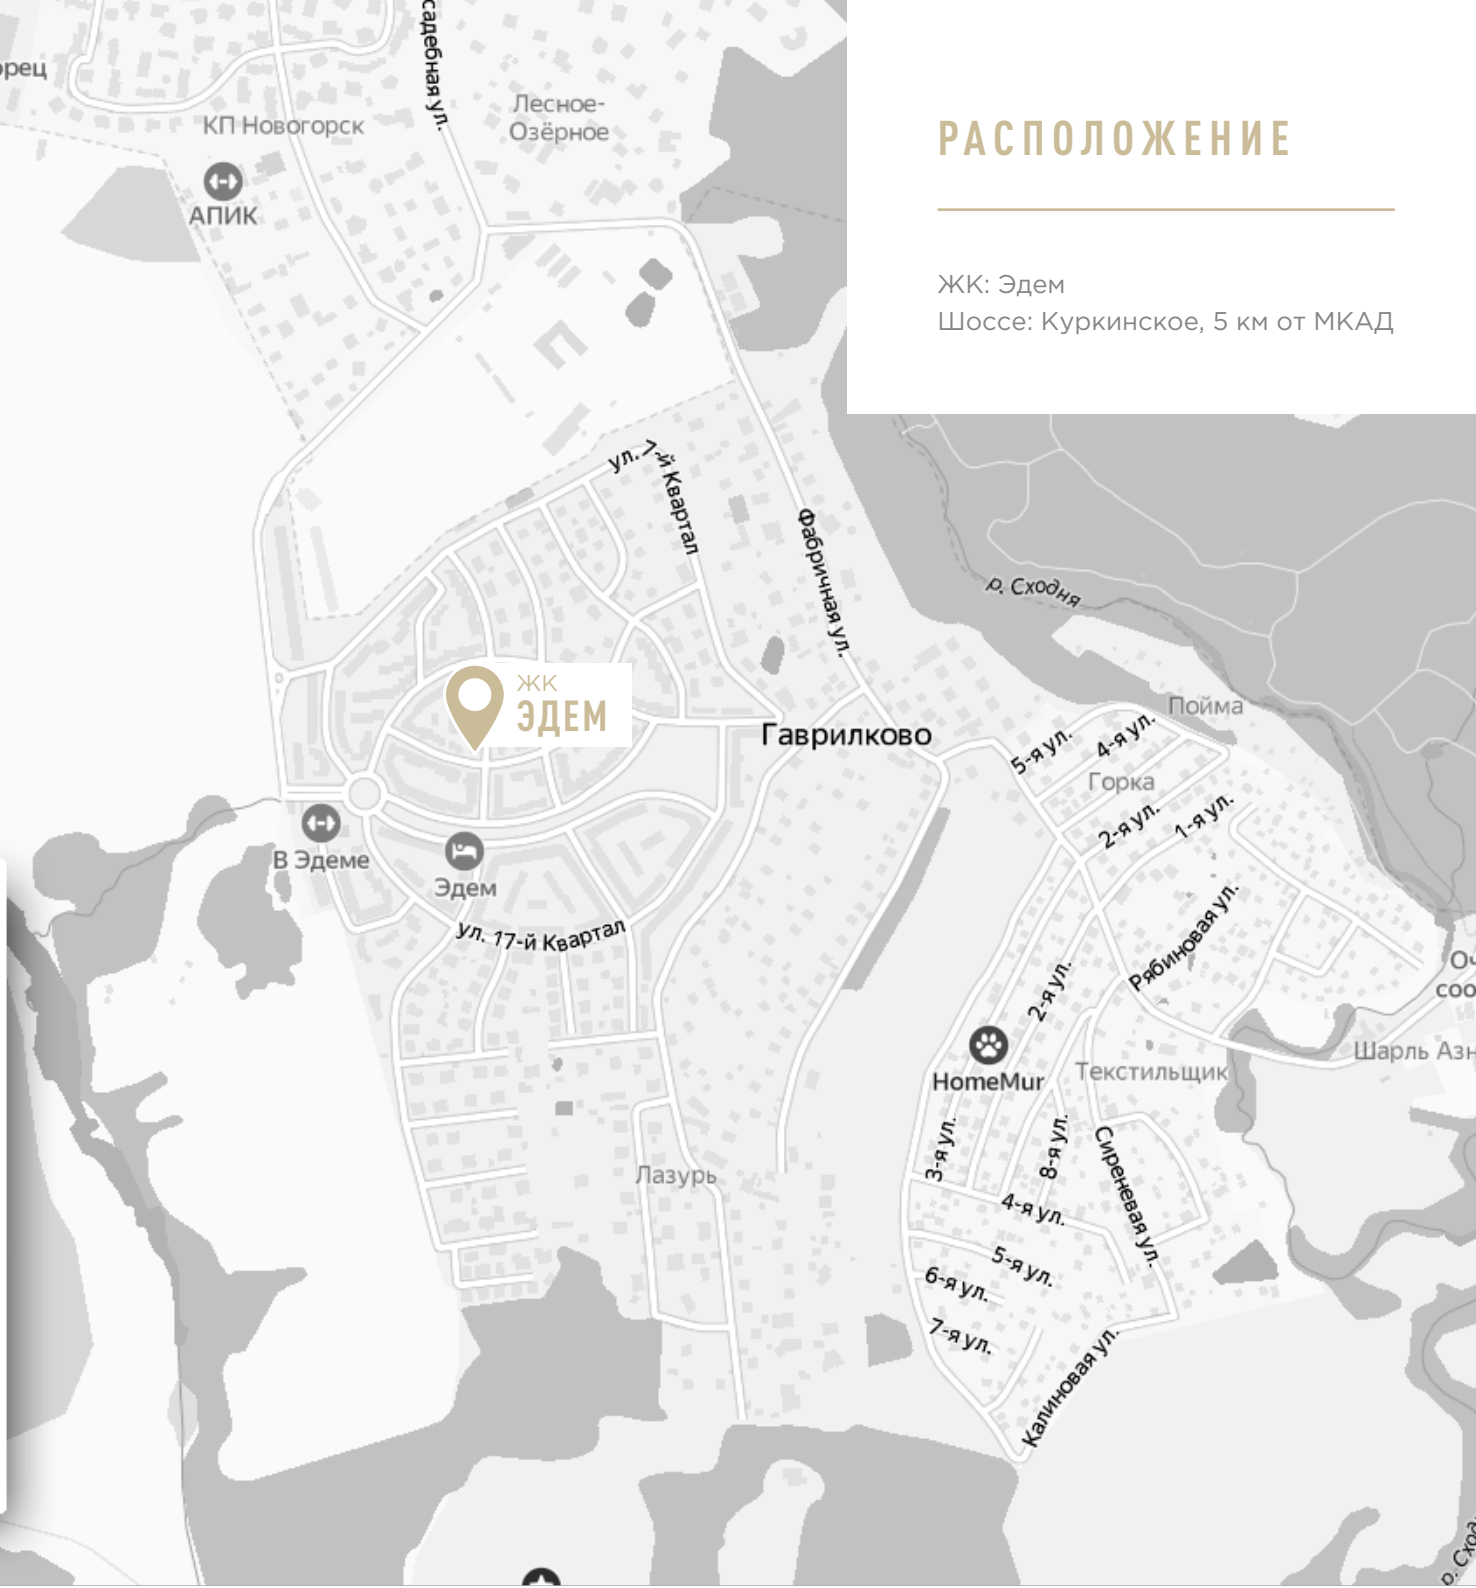 РАСПОЛОЖЕНИЕ
ЖК: Эдем
Шоссе: Куркинское, 5 км от МКАД
КП Новогорск
Лесное-
Озёрное
АПИК
ул. 7-й Квартал
Фабричная ул.
р. Сходня
ЖК
ЭДЕМ
Гаврилково
Пойма
5-я ул.
4-я ул.
Горка
2-я ул.
1-я ул.
В Эдеме
Эдем
ул. 17-й Квартал
Рябиновая ул.
2-я ул.
HomeMur
Текстильщик
Шарль Азн
3-я ул.
8-я ул.
Сиреневая ул.
Лазурь
4-я ул.
5-я ул.
6-я ул.
7-я ул.
Калиновая ул.